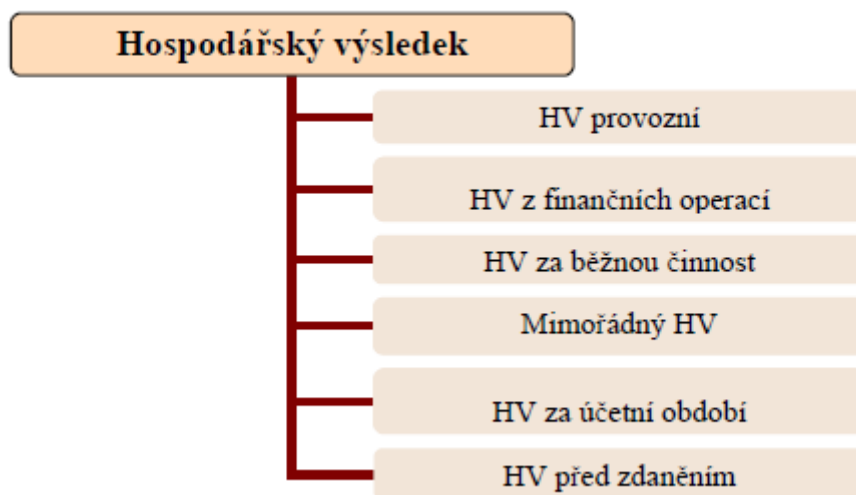 Hospodářský výsledek
HV provozní
HV z finančních operací
HV za běžnou činnost
Mimořádný HV
HV za účetní období
HV před zdaněním